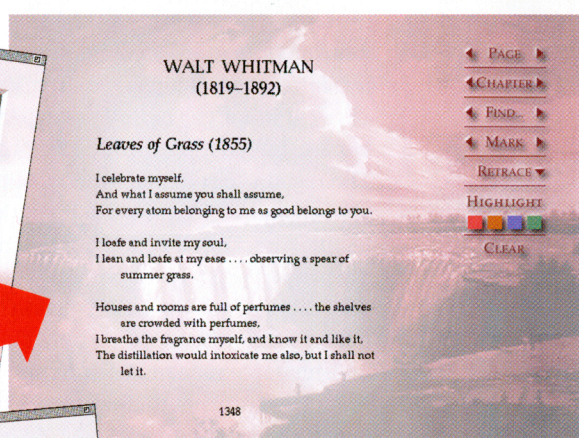 WALT WHITMAN
(1819–1892)
Leaves of Grass (1855)
I celebrate myself,
And what I assume you shall assume,
For every atom belonging to me as good belongs to you.
I loafe and invite my soul,
I lean and loafe at my ease . . . . observing a spear of
summer grass.
Houses and rooms are full of perfumes . . . . the shelves
are crowded with perfumes,
I breathe the fragrance myself, and know it and like it,
The distillation would intoxicate me also, but I shall not
let it.
1348
PAGE
CHAPTER
FIND...
MARK
RETRACE
HIGHLIGHT
CLEAR